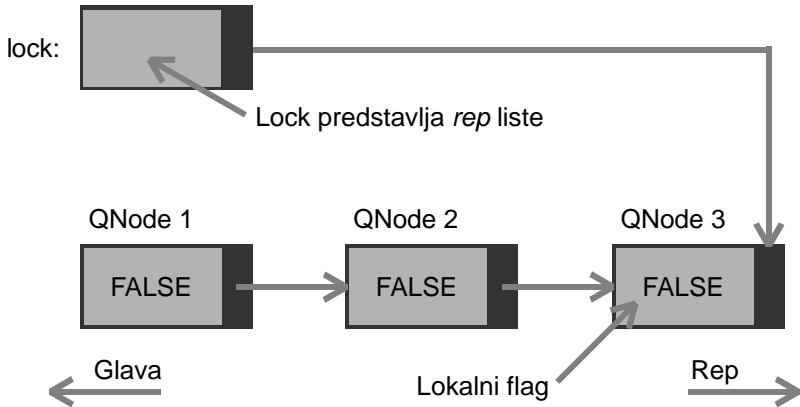 lock:
Lock predstavlja rep liste
QNode 1
QNode 2
QNode 3
FALSE
FALSE
FALSE
Glava
Lokalni flag
Rep